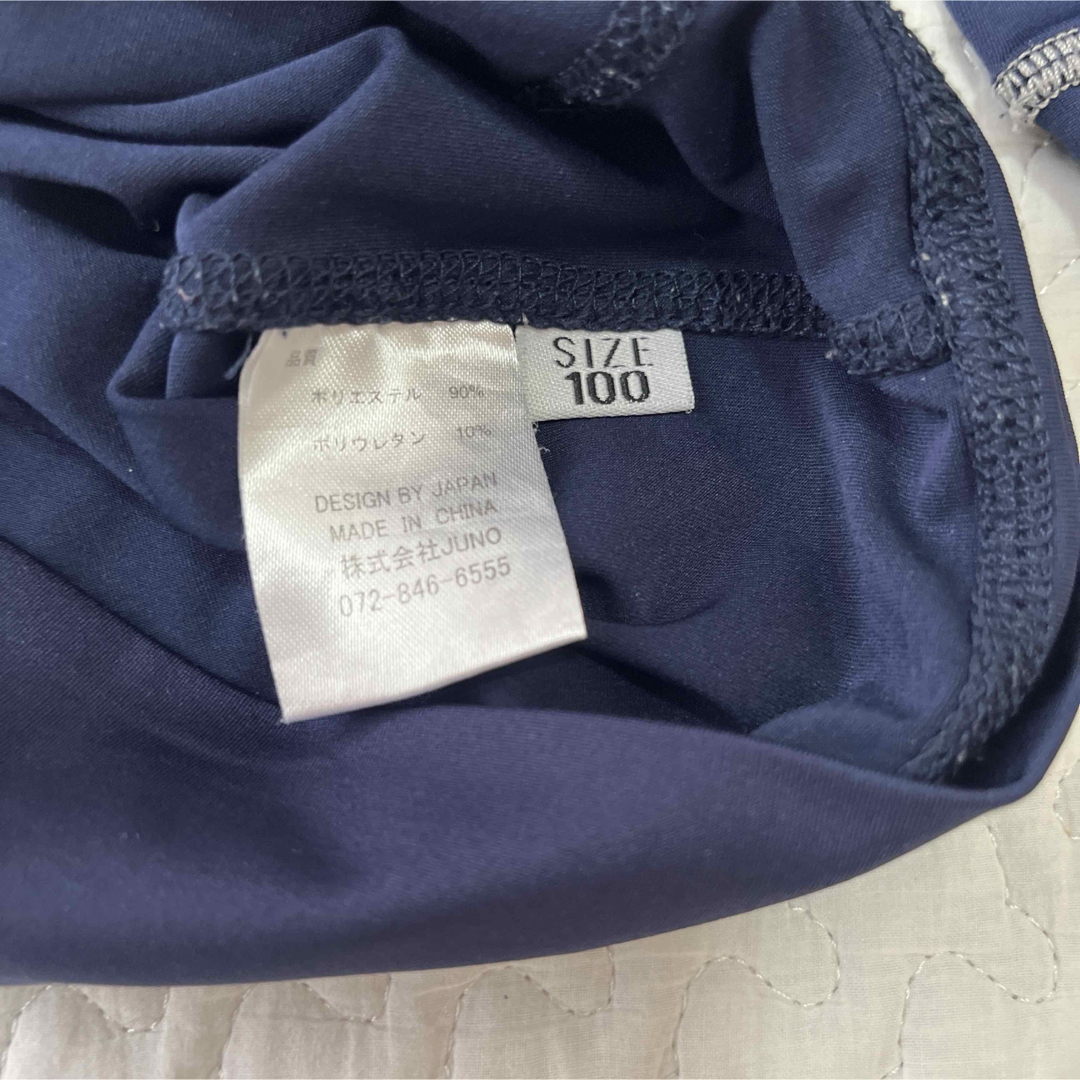 品質
ポリエステル 90%
ポリウレタン 10%
DESIGN BY JAPAN
MADE IN CHINA
株式会社JUNO
072-846-6555
SIZE
100